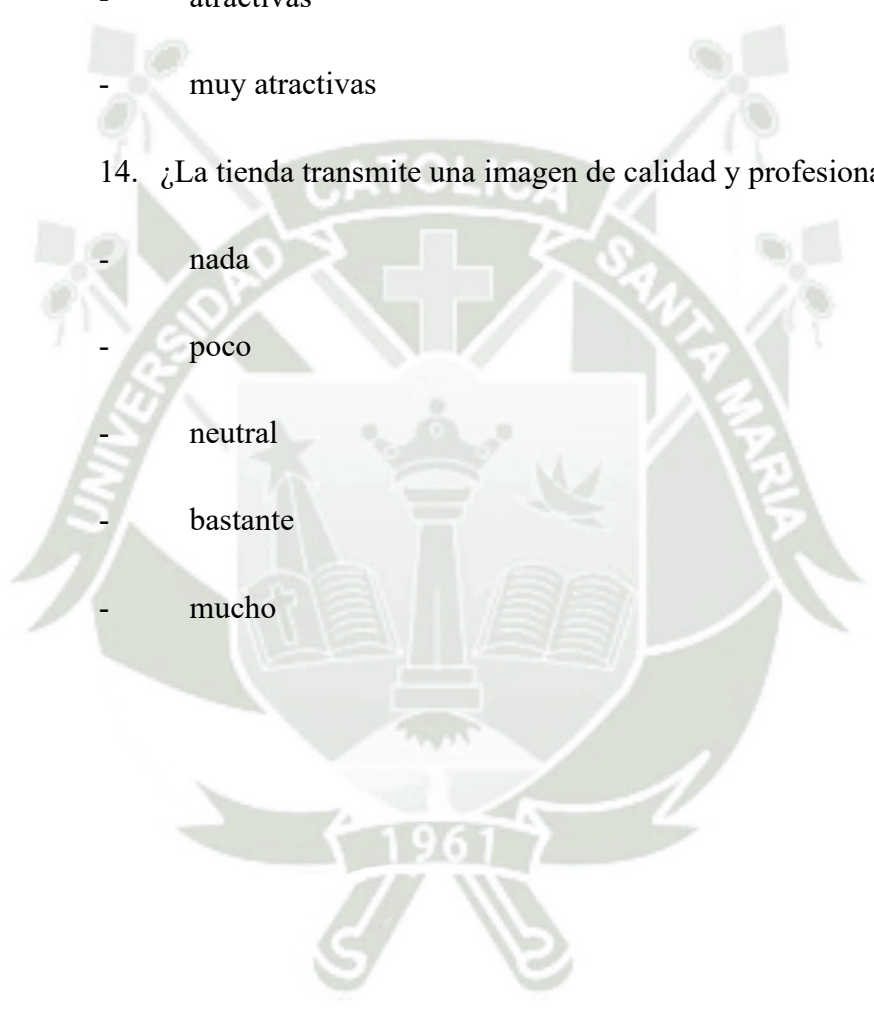 - atractivas
- muy atractivas
14. ¿La tienda transmite una imagen de calidad y profesiona
- nada
- poco
- neutral
- bastante
- mucho
UNIVERSIDAD CATOLICA SANTA MARIA
1961